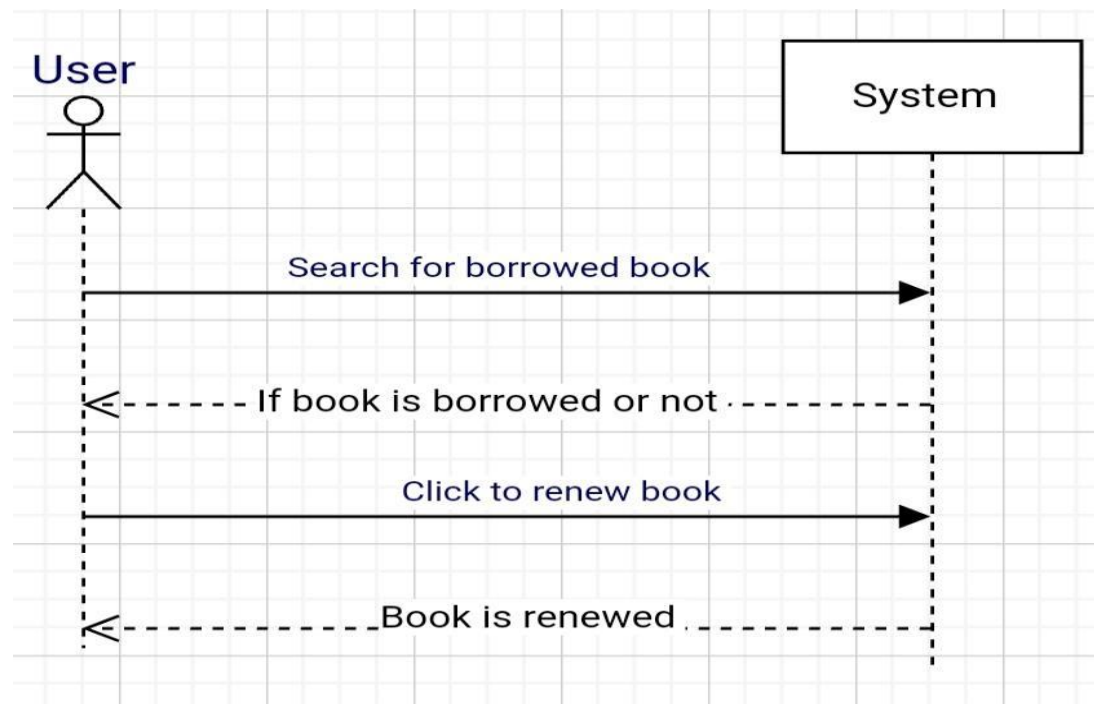 User
System
Search for borrowed book
If book is borrowed or not
Click to renew book
Book is renewed